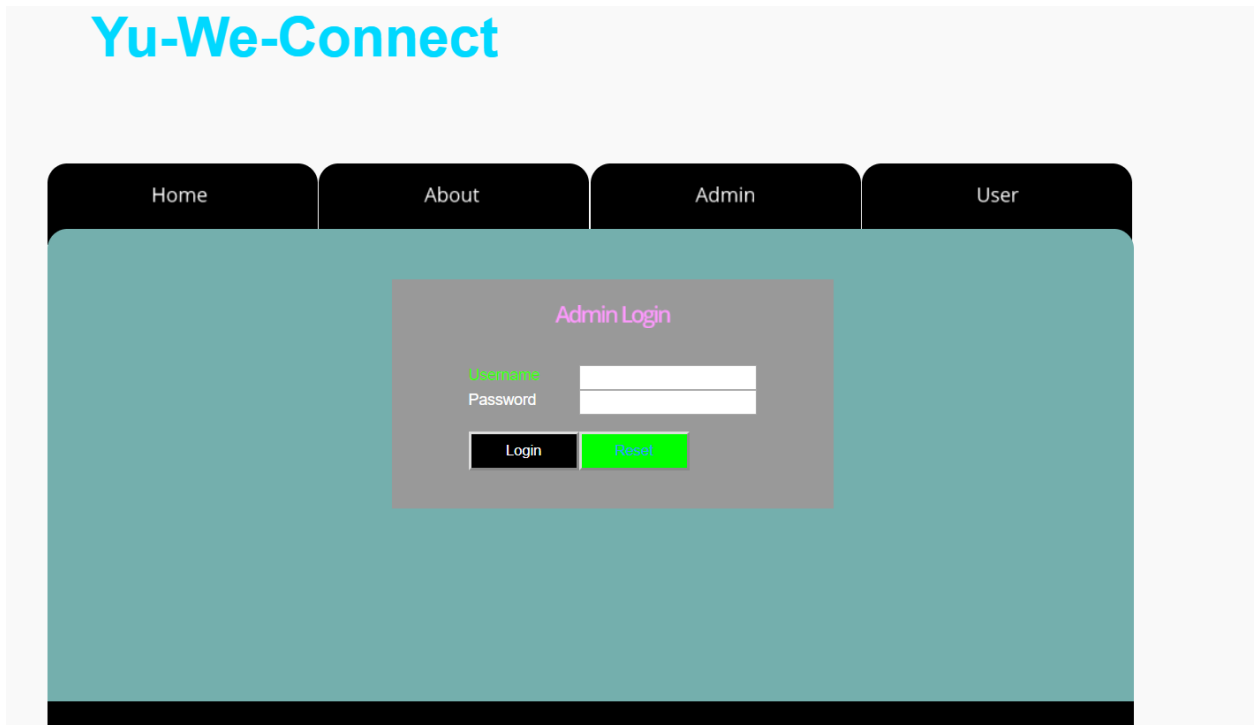 Yu-We-Connect
Home About Admin User
Admin Login
Username
Password
Login Reset